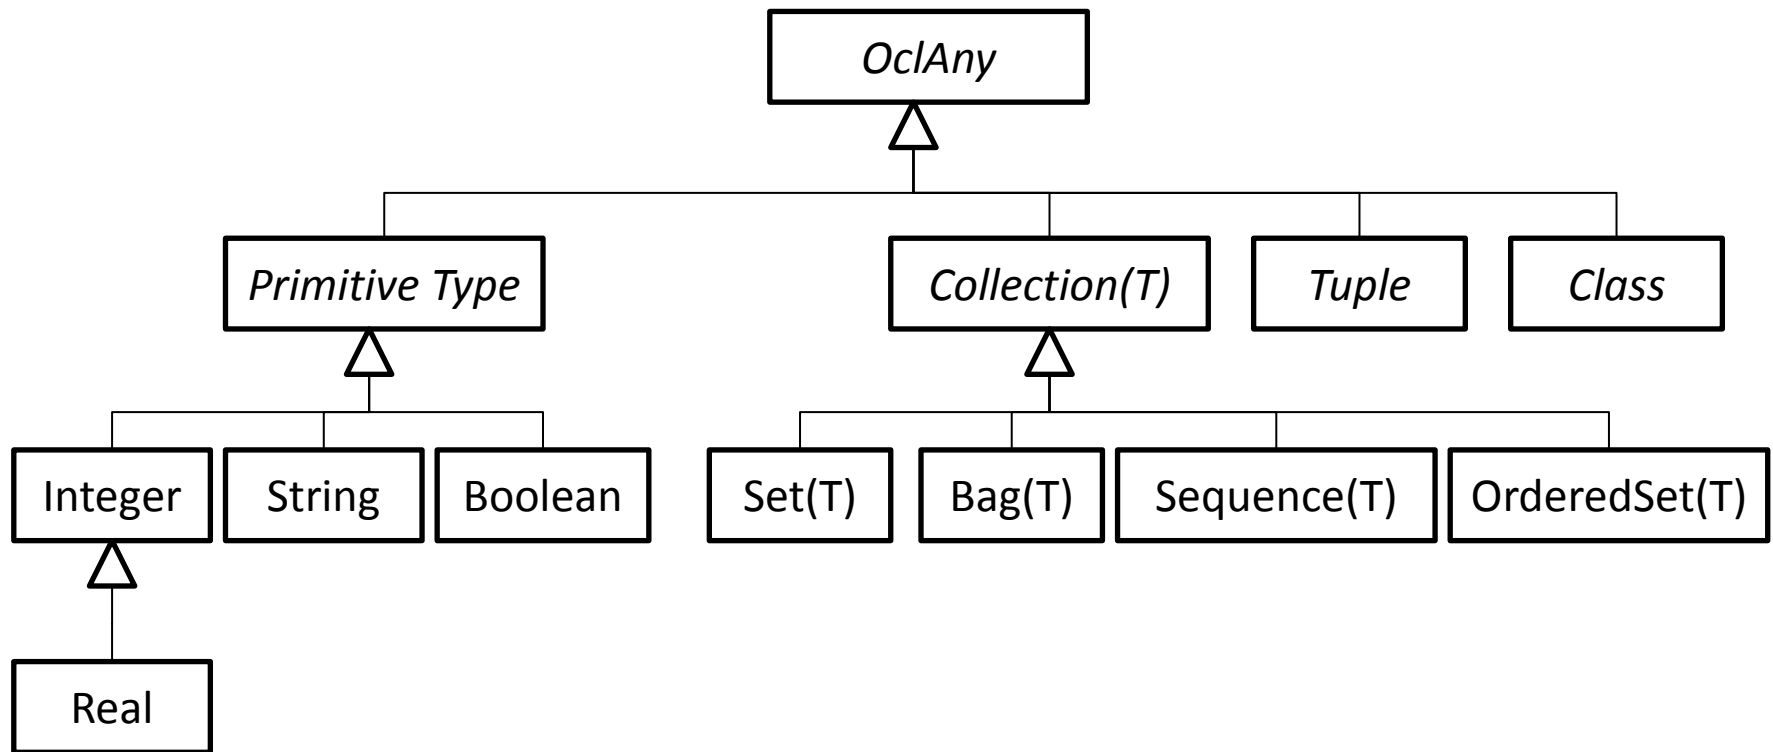 OclAny
Primitive Type
Collection(T)
Tuple
Class
Integer
String
Boolean
Set(T)
Bag(T)
Sequence(T)
OrderedSet(T)
Real